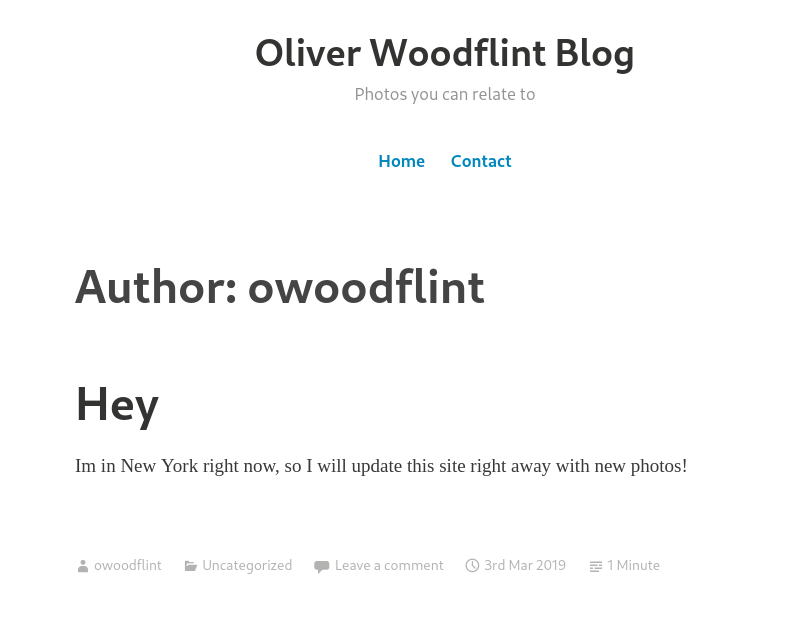 Oliver Woodflint Blog
Photos you can relate to
Home Contact
Author: owoodflint
Hey
Im in New York right now, so I will update this site right away with new photos!
owoodflint Uncategorized Leave a comment 3rd Mar 2019 1 Minute